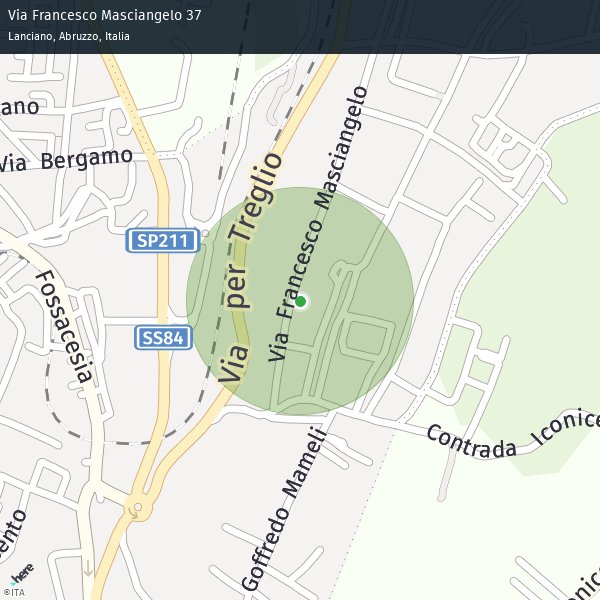 Via Francesco Masciangelo 37
Lanciano, Abruzzo, Italia
ano
Via Bergamo
Via per Treglio
Via Francesco Masciangelo
SP211
SS84
Fossacesia
Contrada Iconice
Goffredo Mameli
ento
onic
here
©ITA